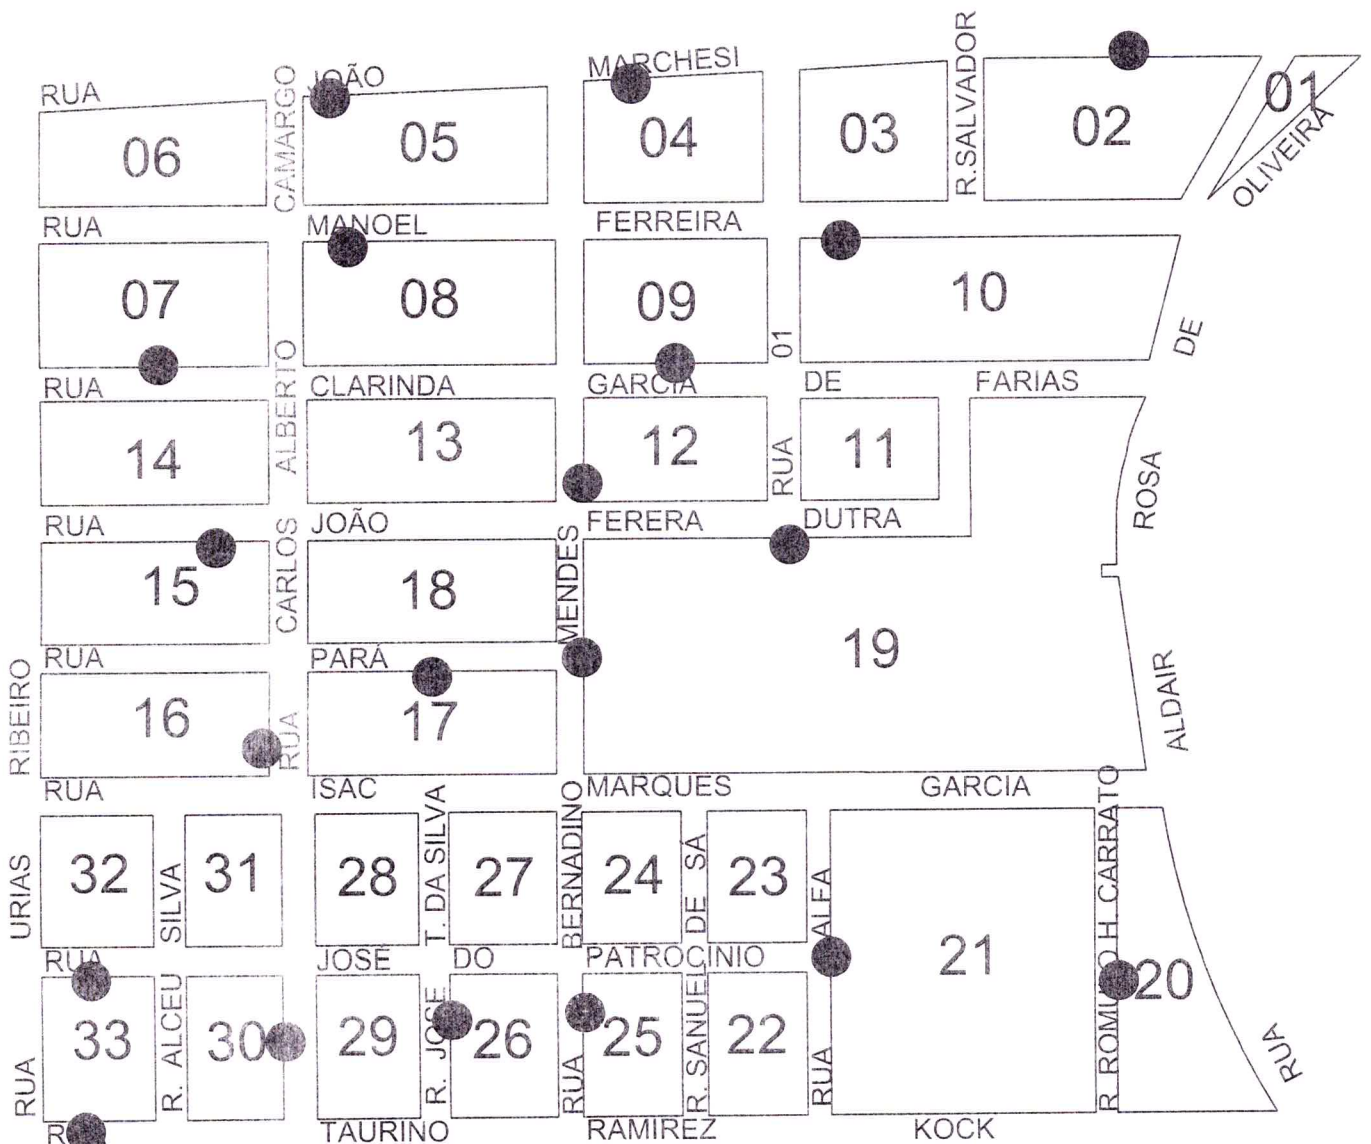 RUA JOÃO MARCHESI
06 05 04 03 02 01
CAMARGO
R.SALVADOR
OLIVEIRA
RUA MANOEL FERREIRA
07 08 09 10
01
DE
RUA CLARINDA GARCIA DE FARIAS
ALBERTO
14 13 12 11
RUA
ROSA
RUA JOÃO FERERA DUTRA
15 18 19
CARLOS
MENDES
RUA PARÁ
16 17
RIBEIRO
RUA
ALDAIR
RUA ISAC MARQUES GARCIA
32 31 28 27 24 23 21 20
URIAS
SILVA
T. DA SILVA
BERNADINO
DE SÁ
ALFA
R. ROMULO H. CARRATO
RUA JOSÉ DO PATROCINIO
33 30 29 26 25 22
RUA
R. ALCEU
R. JOSE
RUA
R. SANUEL
RUA
RUA
TAURINO RAMIREZ KOCK